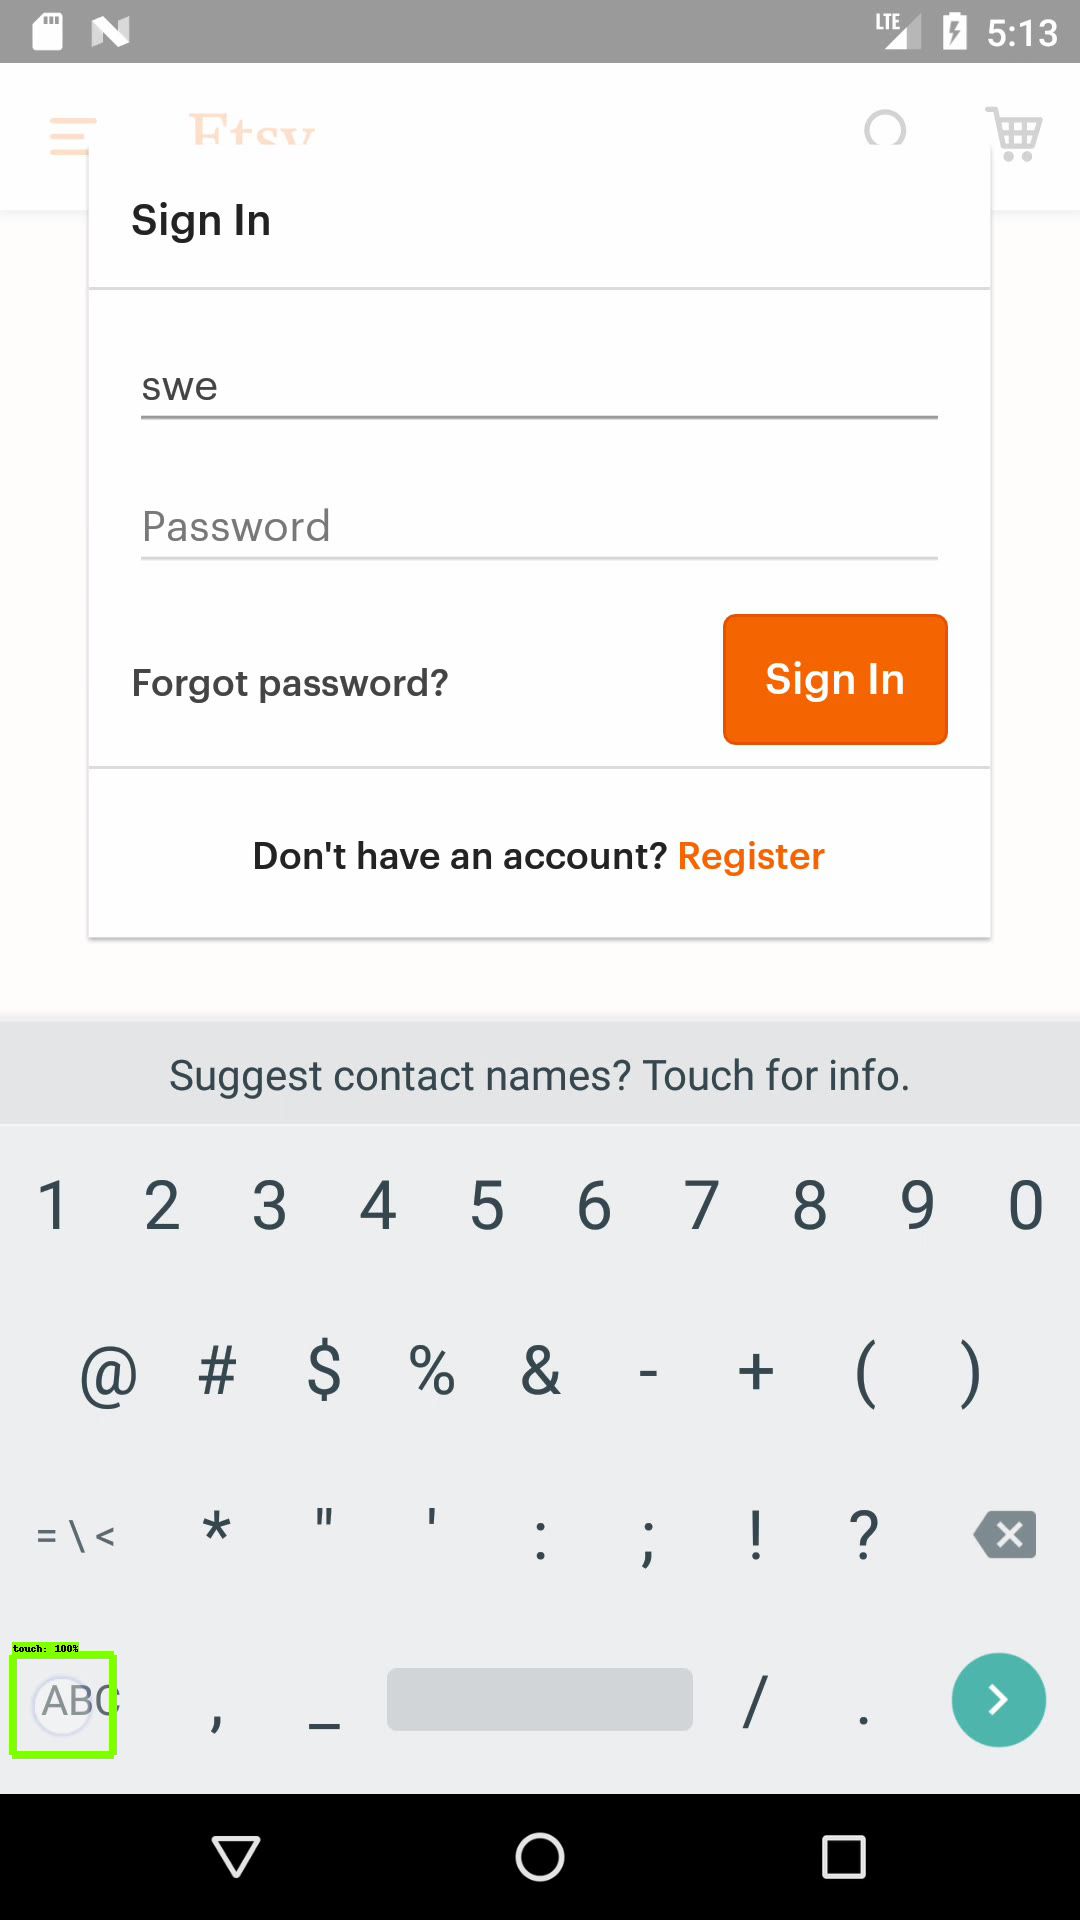 LTE 5:13
Etsy
Sign In
swe
Password
Forgot password? Sign In
Don't have an account? Register
Suggest contact names? Touch for info.
1 2 3 4 5 6 7 8 9 0
@ # $ % & - + ( )
= \ < * " ' : ; ! ?
touch: 100%
ABC , _ / .